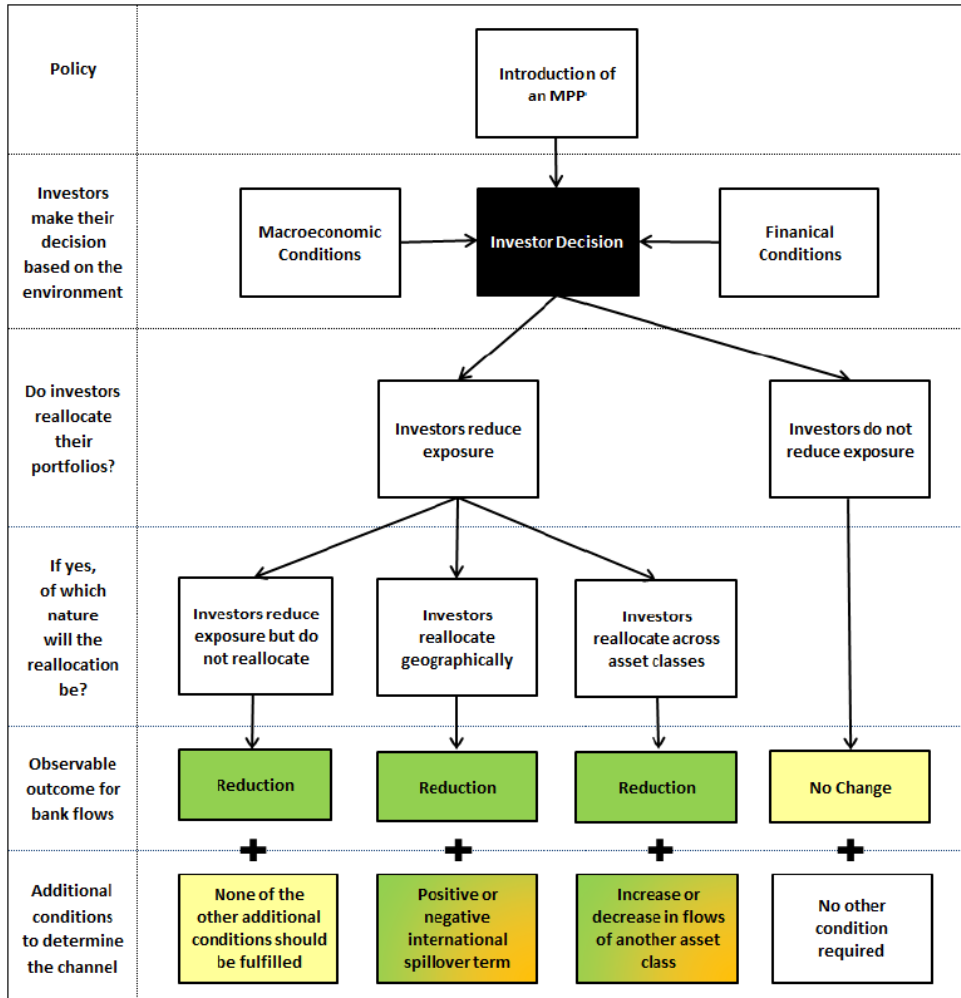 Policy
Introduction of
an MPP
Investors
make their
decision
based on the
environment
Macroeconomic
Conditions
Investor Decision
Finanical
Conditions
Do investors
reallocate
their
portfolios?
Investors reduce
exposure
Investors do not
reduce exposure
If yes,
of which
nature
will the
reallocation
be?
Investors reduce
exposure but do
not reallocate
Investors
reallocate
geographically
Investors
reallocate across
asset classes
Observable
outcome for
bank flows
Reduction
Reduction
Reduction
No Change
Additional
conditions
to determine
the channel
None of the
other additional
conditions should
be fulfilled
Positive or
negative
international
spillover term
Increase or
decrease in flows
of another asset
class
No other
condition
required